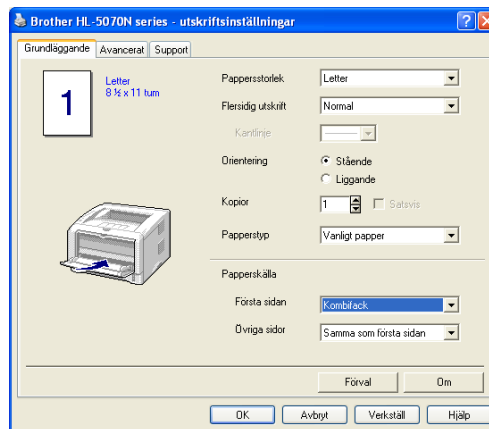 Brother HL-5070N series - utskriftsinställningar
Grundläggande Avancerat Support
1
Letter
8 ½ x 11 tum
Pappersstorlek Letter
Flersidig utskrift Normal
Kantlinje
Orientering Stående
Liggande
Kopior 1 Satsvis
Papperstyp Vanligt papper
Papperskälla
Första sidan Kombifack
Övriga sidor Samma som första sidan
Förval Om
OK Avbryt Verkställ Hjälp